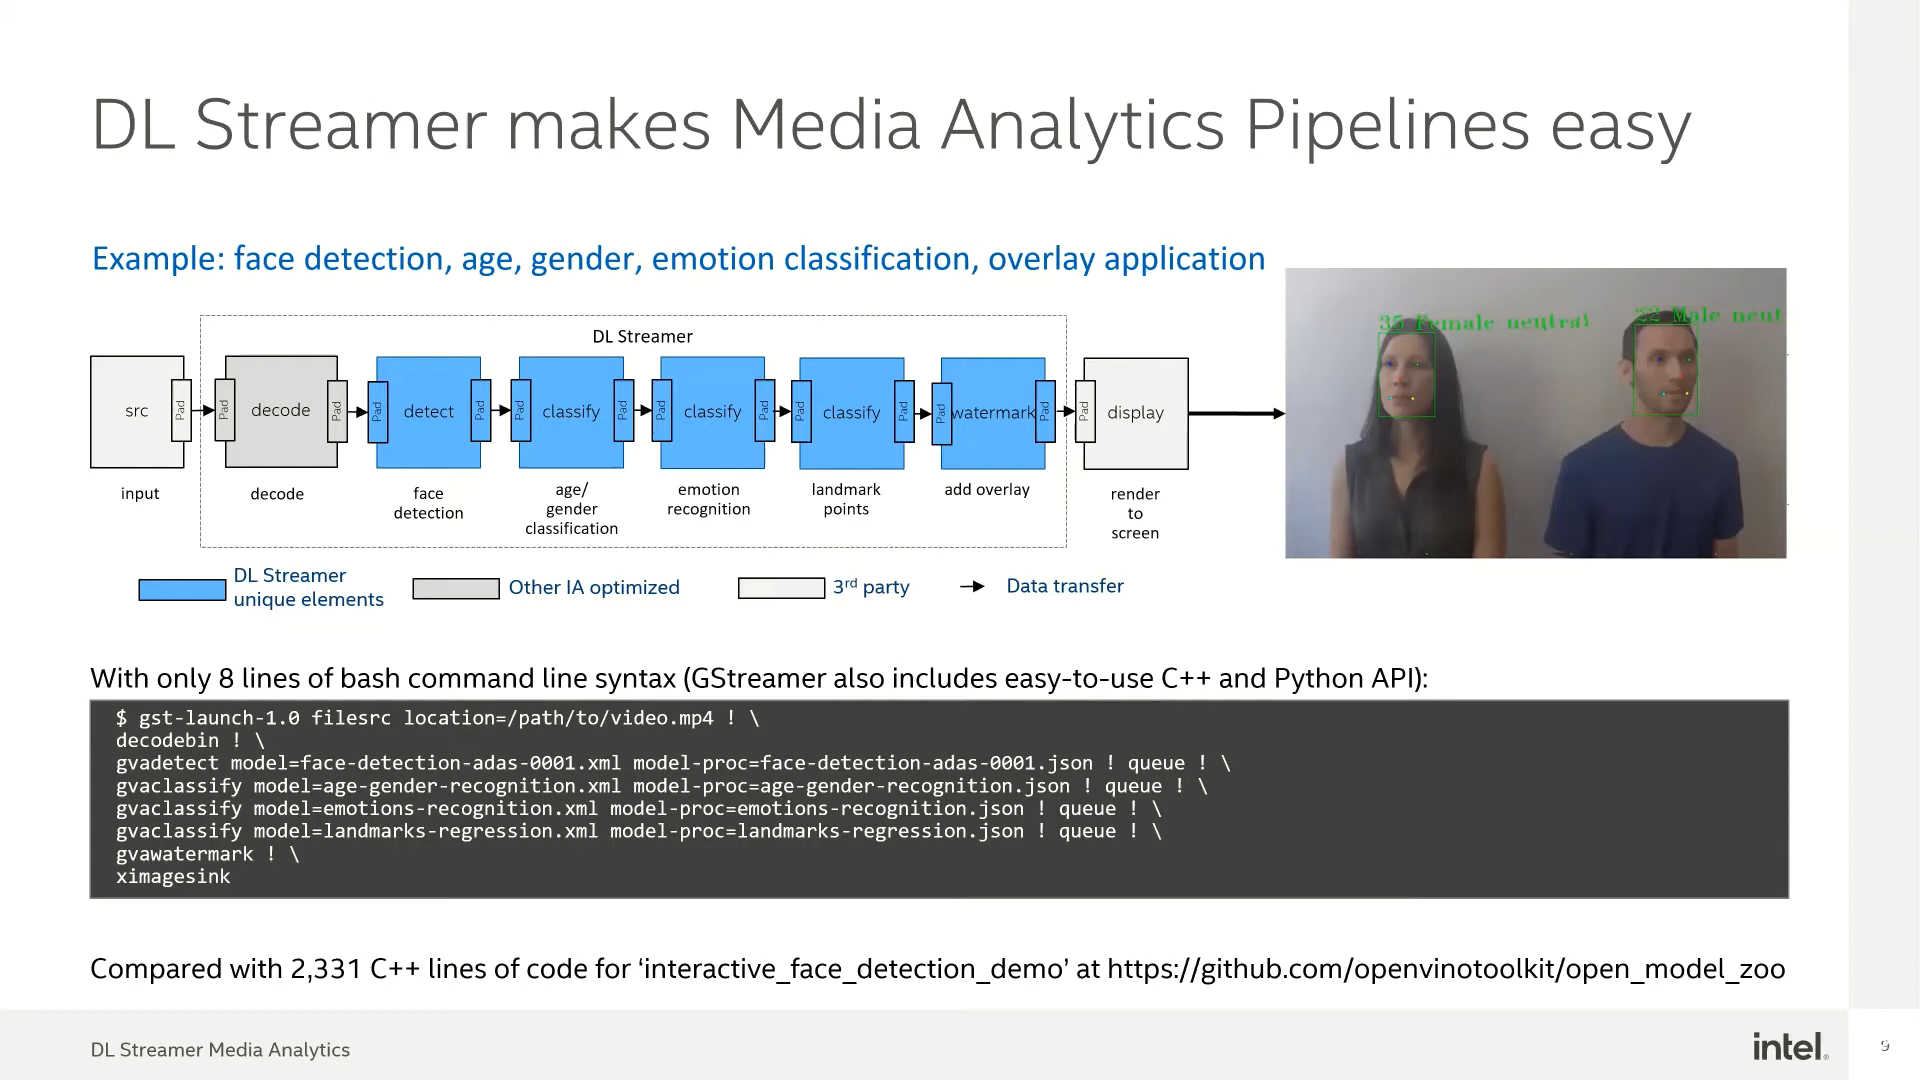 DL Streamer makes Media Analytics Pipelines easy
Example: face detection, age, gender, emotion classification, overlay application
DL Streamer
src
Pad
Pad
decode
Pad
Pad
detect
Pad
Pad
classify
Pad
Pad
classify
Pad
Pad
classify
Pad
Pad
watermark
Pad
Pad
display
input
decode
face
detection
age/
gender
classification
emotion
recognition
landmark
points
add overlay
render
to
screen
35 Female neutral
22 Male neut
DL Streamer
unique elements
Other IA optimized
3rd party
Data transfer
With only 8 lines of bash command line syntax (GStreamer also includes easy-to-use C++ and Python API):
$ gst-launch-1.0 filesrc location=/path/to/video.mp4 ! \
decodebin ! \
gvadetect model=face-detection-adas-0001.xml model-proc=face-detection-adas-0001.json ! queue ! \
gvaclassify model=age-gender-recognition.xml model-proc=age-gender-recognition.json ! queue ! \
gvaclassify model=emotions-recognition.xml model-proc=emotions-recognition.json ! queue ! \
gvaclassify model=landmarks-regression.xml model-proc=landmarks-regression.json ! queue ! \
gvawatermark ! \
ximagesink
Compared with 2,331 C++ lines of code for ‘interactive_face_detection_demo’ at https://github.com/openvinotoolkit/open_model_zoo
DL Streamer Media Analytics
intel.
9